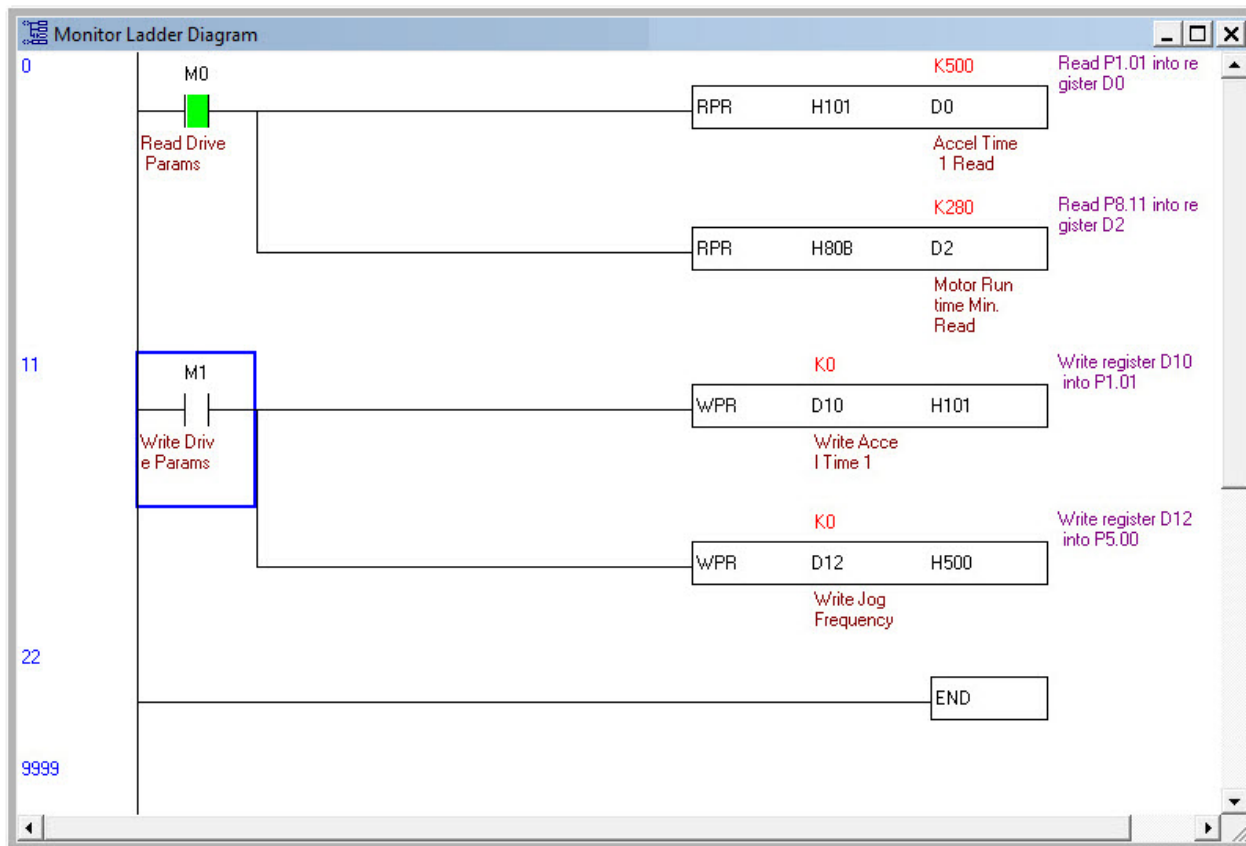 Monitor Ladder Diagram
0
M0
K500
Read P1.01 into re
gister D0
RPR H101 D0
Read Drive
Params
Accel Time
1 Read
K280
Read P8.11 into re
gister D2
RPR H80B D2
Motor Run
time Min.
Read
11
M1
K0
Write register D10
into P1.01
WPR D10 H101
Write Driv
e Params
Write Acce
l Time 1
K0
Write register D12
into P5.00
WPR D12 H500
Write Jog
Frequency
22
END
9999